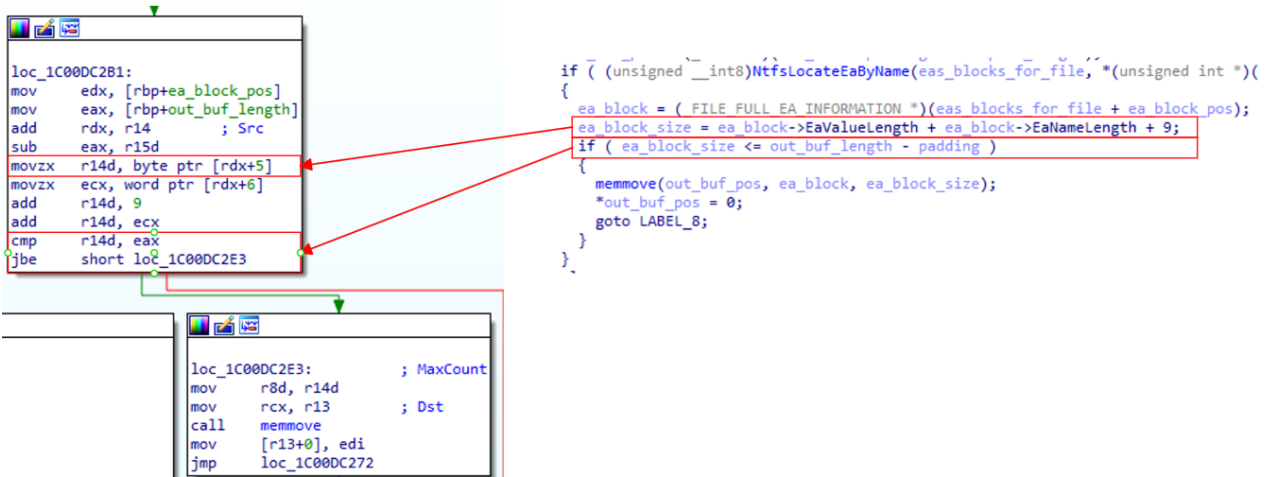 loc_1C00DC2B1:
mov edx, [rbp+ea_block_pos]
mov eax, [rbp+out_buf_length]
add rdx, r14 ; Src
sub eax, r15d
movzx r14d, byte ptr [rdx+5]
movzx ecx, word ptr [rdx+6]
add r14d, 9
add r14d, ecx
cmp r14d, eax
jbe short loc_1C00DC2E3
loc_1C00DC2E3: ; MaxCount
mov r8d, r14d
mov rcx, r13 ; Dst
call memmove
mov [r13+0], edi
jmp loc_1C00DC272
if ( (unsigned __int8)NtfsLocateEaByName(eas_blocks_for_file, *(unsigned int *)(
{
ea_block = (_FILE_FULL_EA_INFORMATION *)(eas_blocks_for_file + ea_block_pos);
ea_block_size = ea_block->EaValueLength + ea_block->EaNameLength + 9;
if ( ea_block_size <= out_buf_length - padding )
{
memmove(out_buf_pos, ea_block, ea_block_size);
*out_buf_pos = 0;
goto LABEL_8;
}
}